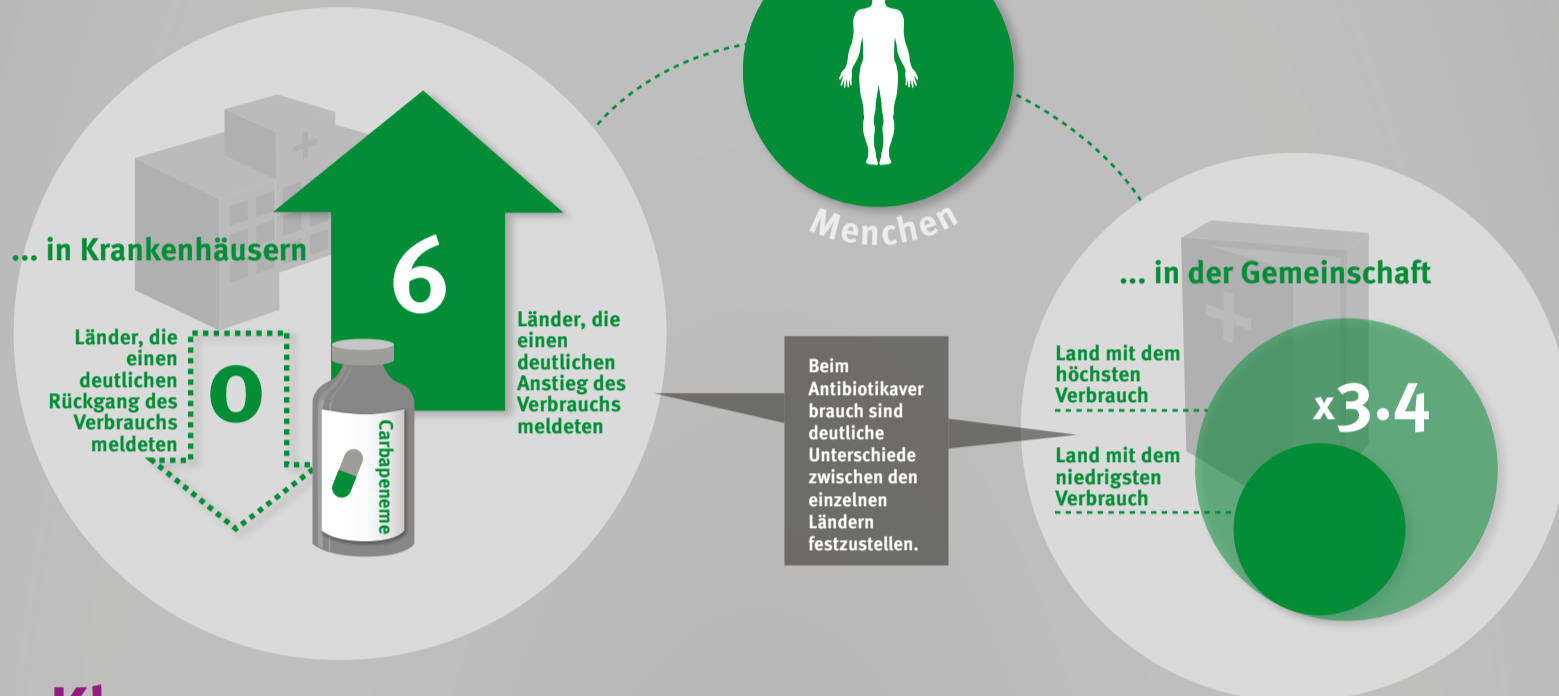 Menchen
... in Krankenhäusern
6
Länder, die
einen
deutlichen
Rückgang des
Verbrauchs
meldeten
0
Länder, die
einen
deutlichen
Anstieg des
Verbrauchs
meldeten
Carbapeneme
Beim
Antibiotikaver
brauch sind
deutliche
Unterschiede
zwischen den
einzelnen
Ländern
festzustellen.
... in der Gemeinschaft
Land mit dem
höchsten
Verbrauch
x3.4
Land mit dem
niedrigsten
Verbrauch